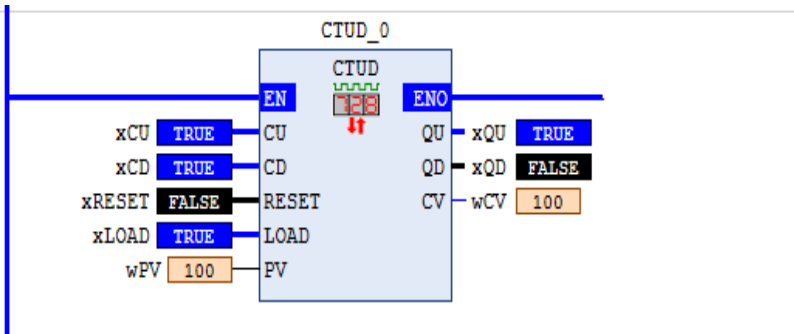 CTUD_0
CTUD
728
EN ENO
xCU TRUE CU QU xQU TRUE
xCD TRUE CD QD xQD FALSE
xRESET FALSE RESET CV wCV 100
xLOAD TRUE LOAD
wPV 100 PV